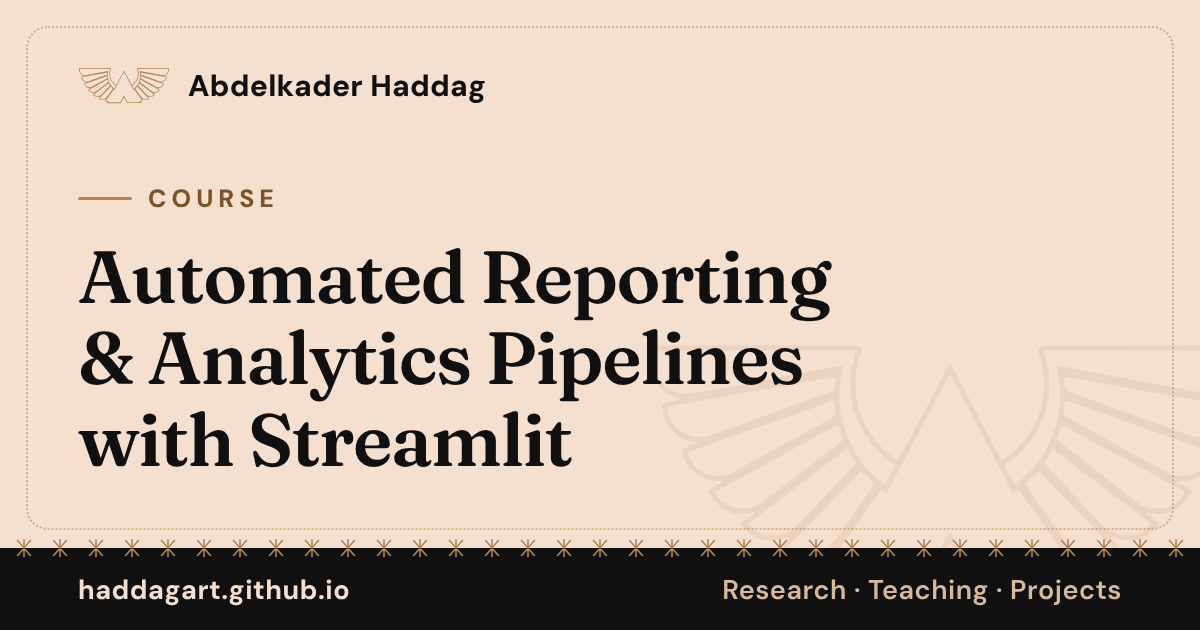 Abdelkader Haddag
COURSE
Automated Reporting
& Analytics Pipelines
with Streamlit
haddagart.github.io
Research · Teaching · Projects